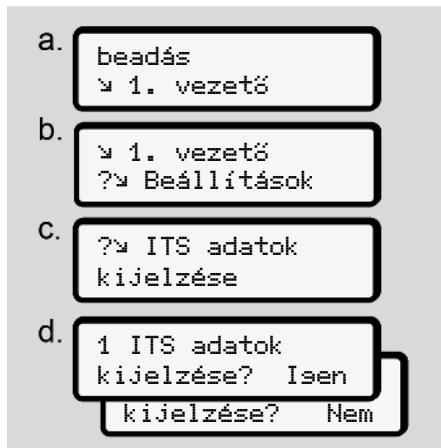 a.
beadás
↘ 1. vezető
b.
↘ 1. vezető
?↘ Beállítások
c.
?↘ ITS adatok
kijelzése
d.
1 ITS adatok
kijelzése? Igen
kijelzése? Nem